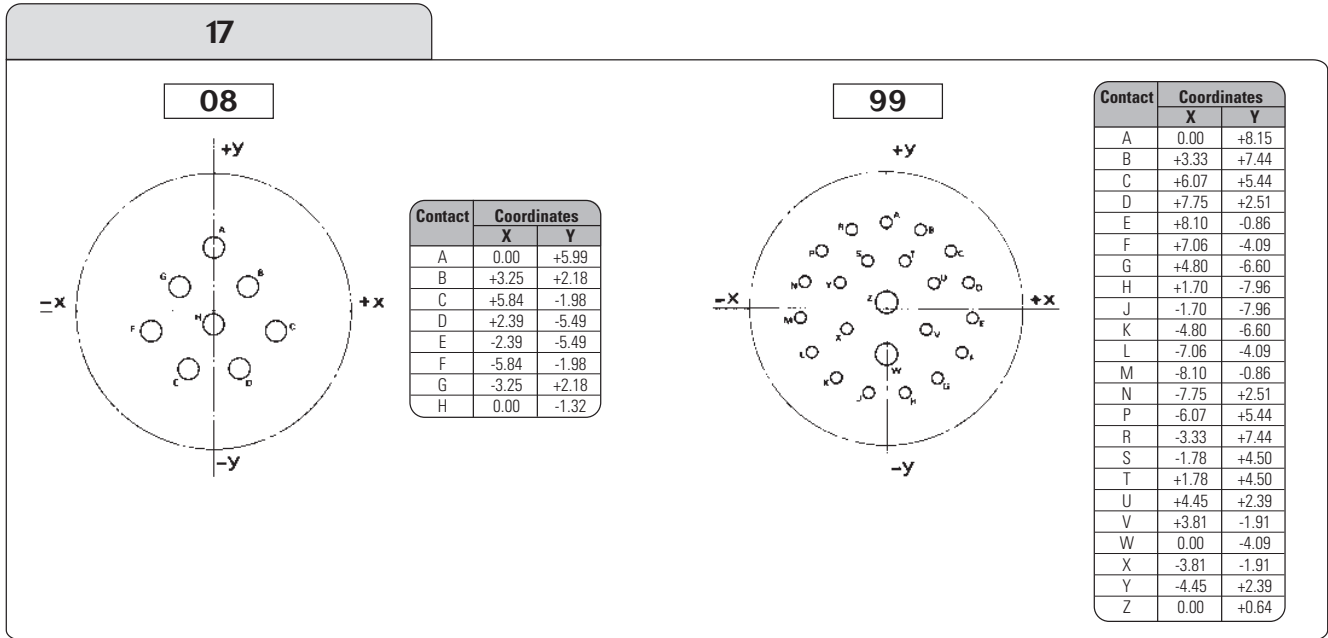 17
08
+y
-x
+x
-y
A
B
G
H
F
C
C
D
Contact Coordinates
X Y
A 0.00 +5.99
B +3.25 +2.18
C +5.84 -1.98
D +2.39 -5.49
E -2.39 -5.49
F -5.84 -1.98
G -3.25 +2.18
H 0.00 -1.32
99
+y
-x
+x
-y
A
R
B
P
S
T
C
N
Y
U
D
Z
M
E
X
V
L
W
K
G
J
H
Contact Coordinates
X Y
A 0.00 +8.15
B +3.33 +7.44
C +6.07 +5.44
D +7.75 +2.51
E +8.10 -0.86
F +7.06 -4.09
G +4.80 -6.60
H +1.70 -7.96
J -1.70 -7.96
K -4.80 -6.60
L -7.06 -4.09
M -8.10 -0.86
N -7.75 +2.51
P -6.07 +5.44
R -3.33 +7.44
S -1.78 +4.50
T +1.78 +4.50
U +4.45 +2.39
V +3.81 -1.91
W 0.00 -4.09
X -3.81 -1.91
Y -4.45 +2.39
Z 0.00 +0.64